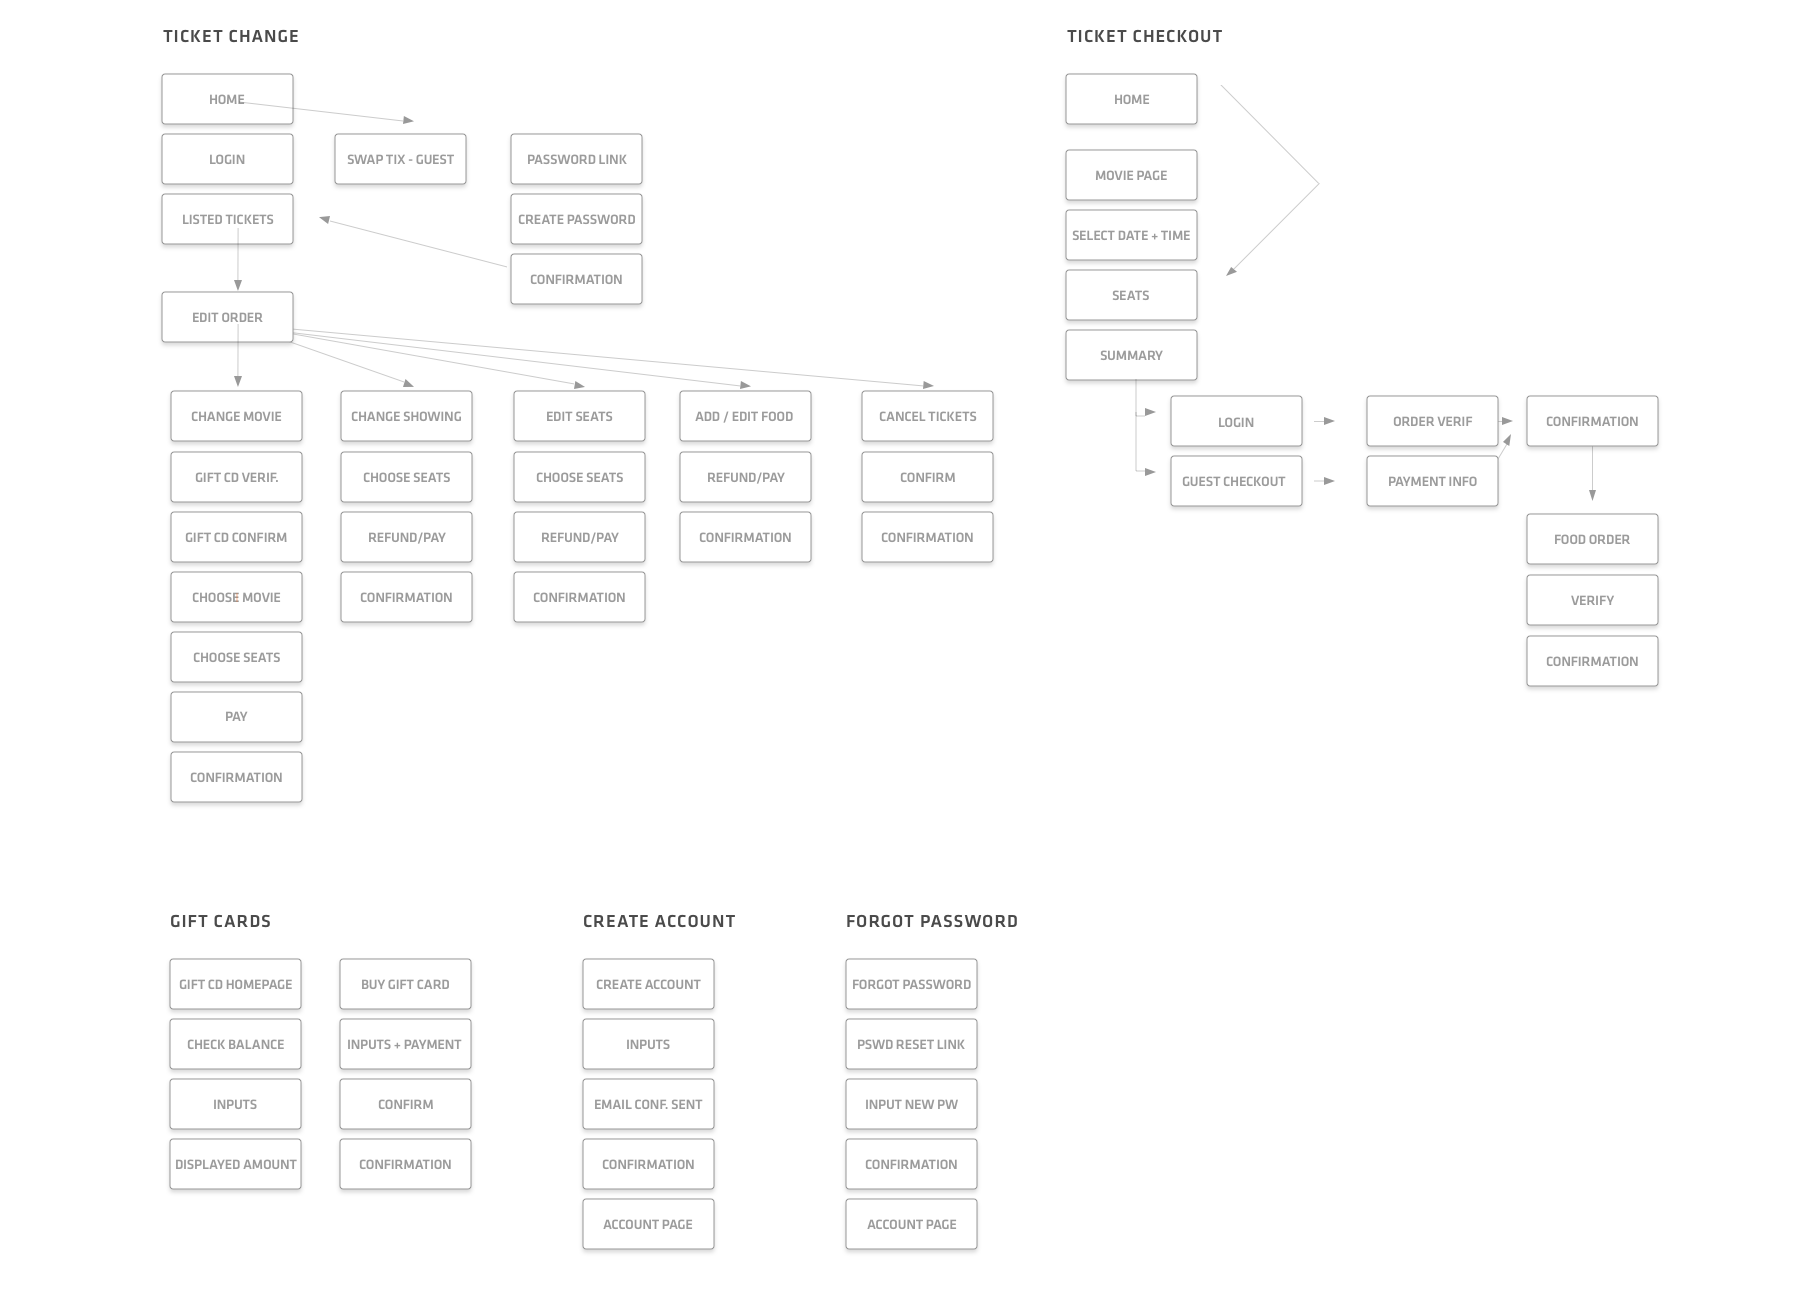 TICKET CHANGE
HOME
LOGIN
LISTED TICKETS
SWAP TIX - GUEST
PASSWORD LINK
CREATE PASSWORD
CONFIRMATION
EDIT ORDER
CHANGE MOVIE
GIFT CD VERIF.
GIFT CD CONFIRM
CHOOSE MOVIE
CHOOSE SEATS
PAY
CONFIRMATION
CHANGE SHOWING
CHOOSE SEATS
REFUND/PAY
CONFIRMATION
EDIT SEATS
CHOOSE SEATS
REFUND/PAY
CONFIRMATION
ADD / EDIT FOOD
REFUND/PAY
CONFIRMATION
CANCEL TICKETS
CONFIRM
CONFIRMATION
TICKET CHECKOUT
HOME
MOVIE PAGE
SELECT DATE + TIME
SEATS
SUMMARY
LOGIN
GUEST CHECKOUT
ORDER VERIF
PAYMENT INFO
CONFIRMATION
FOOD ORDER
VERIFY
CONFIRMATION
GIFT CARDS
GIFT CD HOMEPAGE
CHECK BALANCE
INPUTS
DISPLAYED AMOUNT
BUY GIFT CARD
INPUTS + PAYMENT
CONFIRM
CONFIRMATION
CREATE ACCOUNT
CREATE ACCOUNT
INPUTS
EMAIL CONF. SENT
CONFIRMATION
ACCOUNT PAGE
FORGOT PASSWORD
FORGOT PASSWORD
PSWD RESET LINK
INPUT NEW PW
CONFIRMATION
ACCOUNT PAGE